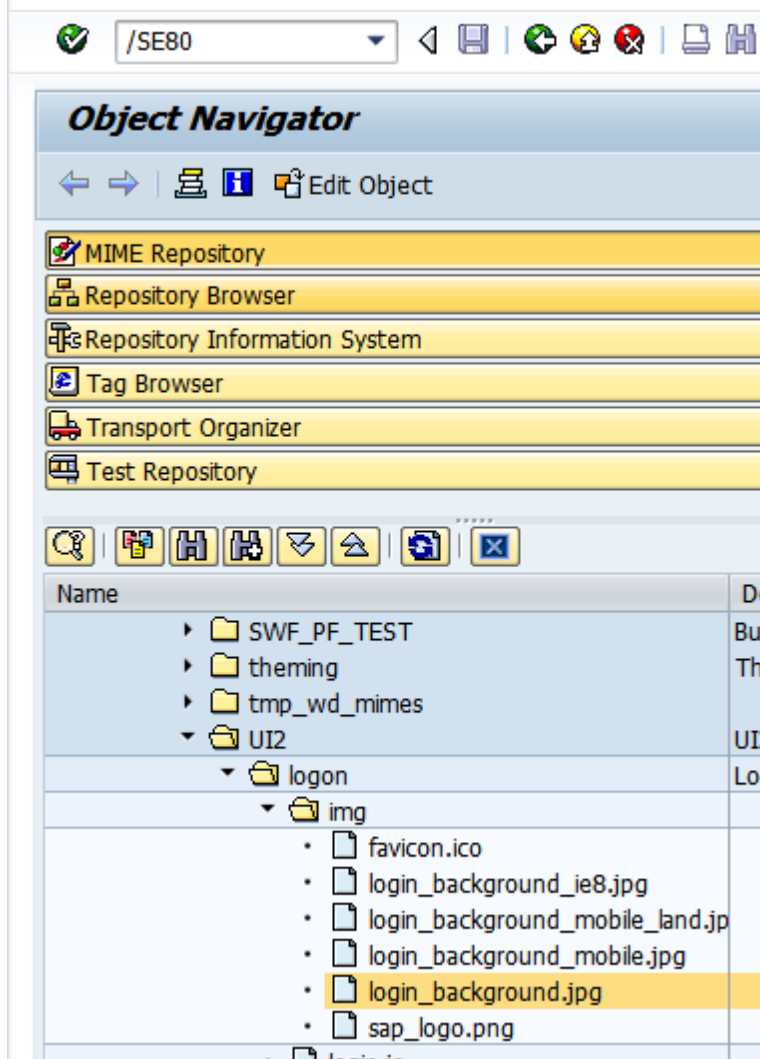 /SE80
Object Navigator
Edit Object
MIME Repository
Repository Browser
Repository Information System
Tag Browser
Transport Organizer
Test Repository
Name
SWF_PF_TEST
theming
tmp_wd_mimes
UI2
logon
img
favicon.ico
login_background_ie8.jpg
login_background_mobile_land.jp
login_background_mobile.jpg
login_background.jpg
sap_logo.png